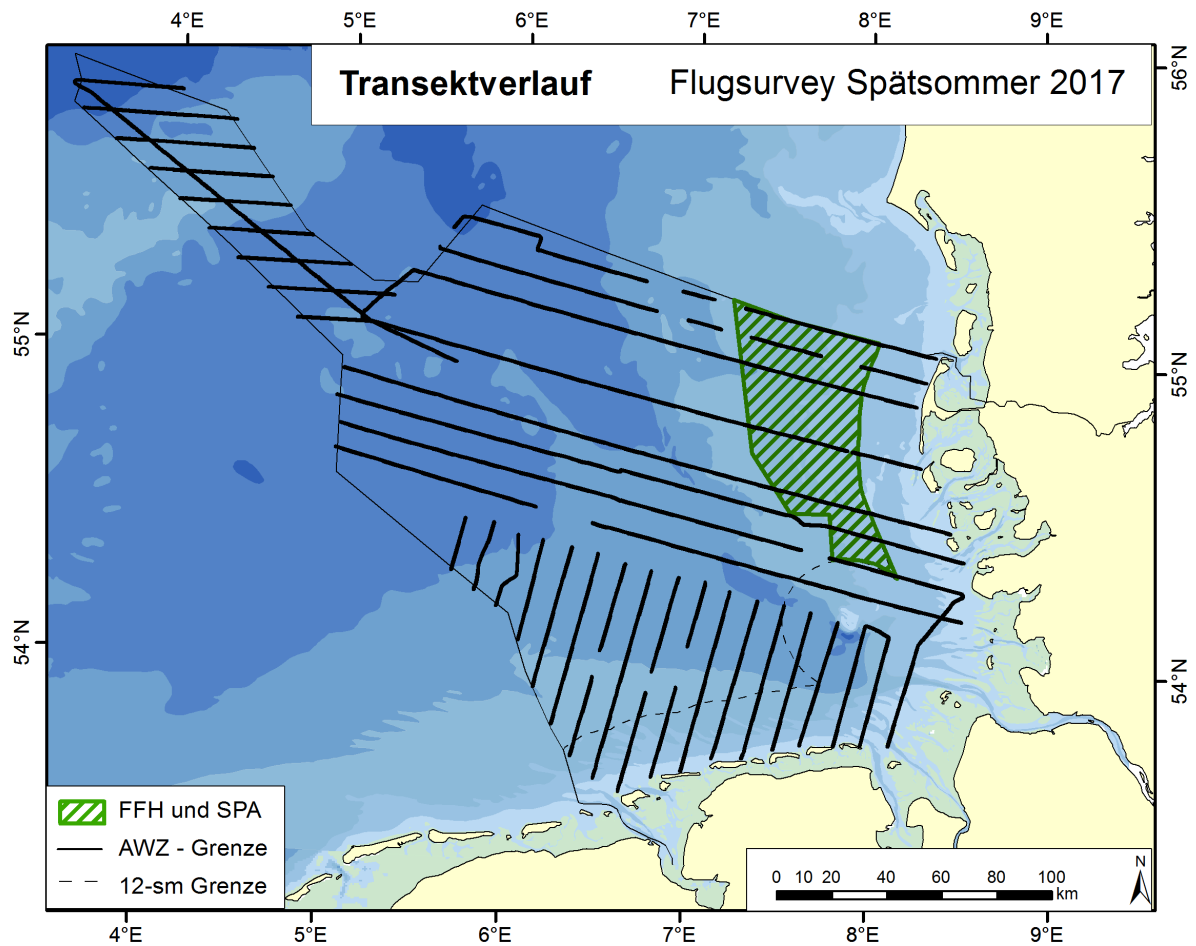 4°E 5°E 6°E 7°E 8°E 9°E
Transektverlauf Flugsurvey Spätsommer 2017
56°N
55°N
55°N
54°N
54°N
FFH und SPA
AWZ - Grenze
12-sm Grenze
N
0 10 20 40 60 80 100
km
4°E 5°E 6°E 7°E 8°E 9°E